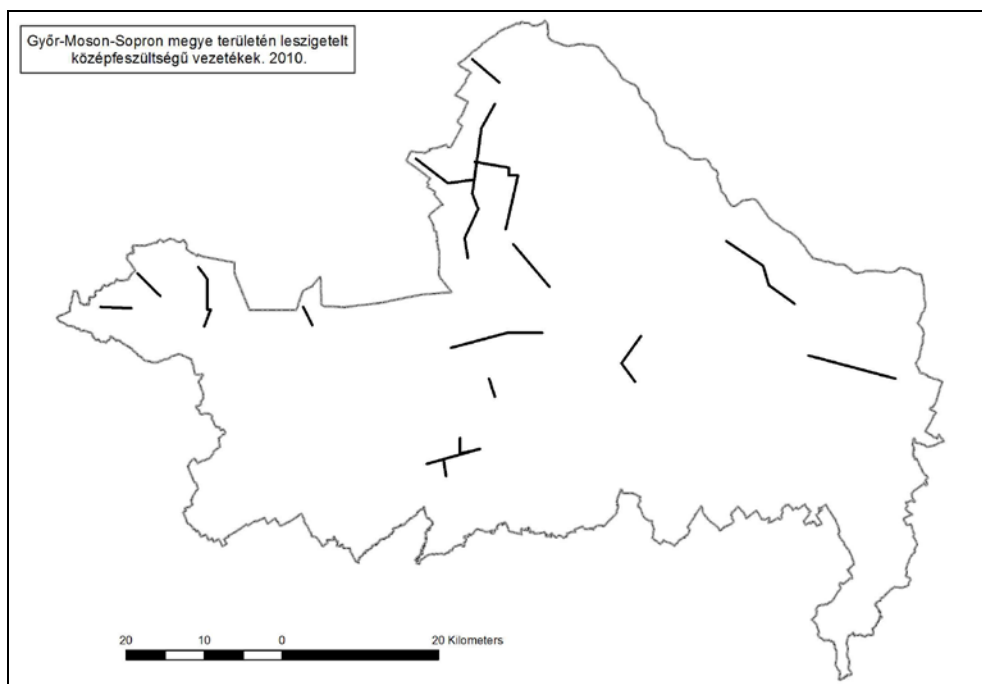 Győr-Moson-Sopron megye területén leszigetelt
középfeszültségű vezetékek. 2010.
20 10 0 20 Kilometers